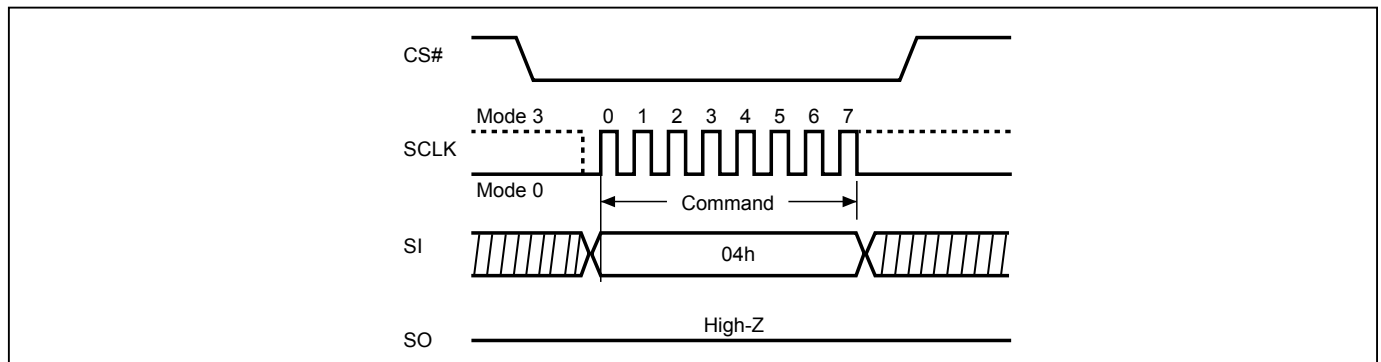 CS#
Mode 3 0 1 2 3 4 5 6 7
SCLK
Mode 0
Command
SI
04h
High-Z
SO